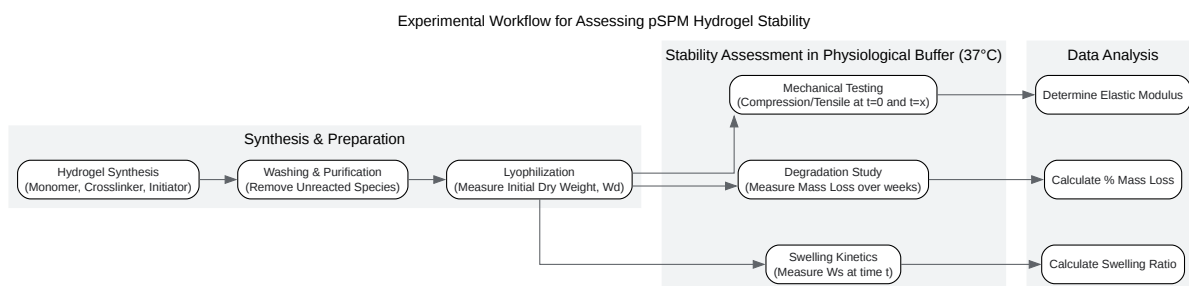 Experimental Workflow for Assessing pSPM Hydrogel Stability
Synthesis & Preparation
Hydrogel Synthesis
(Monomer, Crosslinker, Initiator)
Washing & Purification
(Remove Unreacted Species)
Lyophilization
(Measure Initial Dry Weight, Wd)
Stability Assessment in Physiological Buffer (37°C)
Mechanical Testing
(Compression/Tensile at t=0 and t=x)
Degradation Study
(Measure Mass Loss over weeks)
Swelling Kinetics
(Measure Ws at time t)
Data Analysis
Determine Elastic Modulus
Calculate % Mass Loss
Calculate Swelling Ratio